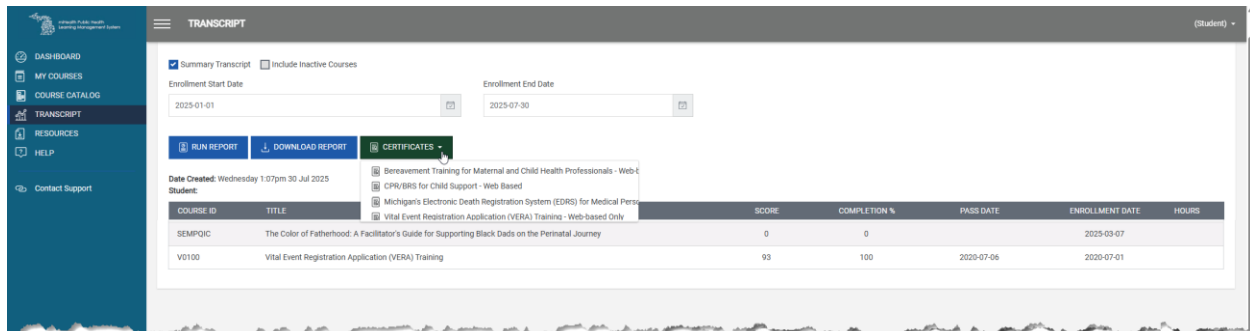 miHealth Public Health
Learning Management System
TRANSCRIPT
(Student)
DASHBOARD
MY COURSES
COURSE CATALOG
TRANSCRIPT
RESOURCES
HELP
Contact Support
Summary Transcript Include Inactive Courses
Enrollment Start Date Enrollment End Date
2025-01-01 2025-07-30
RUN REPORT DOWNLOAD REPORT CERTIFICATES
Bereavement Training for Maternal and Child Health Professionals - Web-b
CPR/BRS for Child Support - Web Based
Michigan's Electronic Death Registration System (EDRS) for Medical Perso
Vital Event Registration Application (VERA) Training - Web-based Only
Date Created: Wednesday 1:07pm 30 Jul 2025
Student:
COURSE ID TITLE SCORE COMPLETION % PASS DATE ENROLLMENT DATE HOURS
SEMPQIC The Color of Fatherhood: A Facilitator's Guide for Supporting Black Dads on the Perinatal Journey 0 0 2025-03-07
V0100 Vital Event Registration Application (VERA) Training 93 100 2020-07-06 2020-07-01